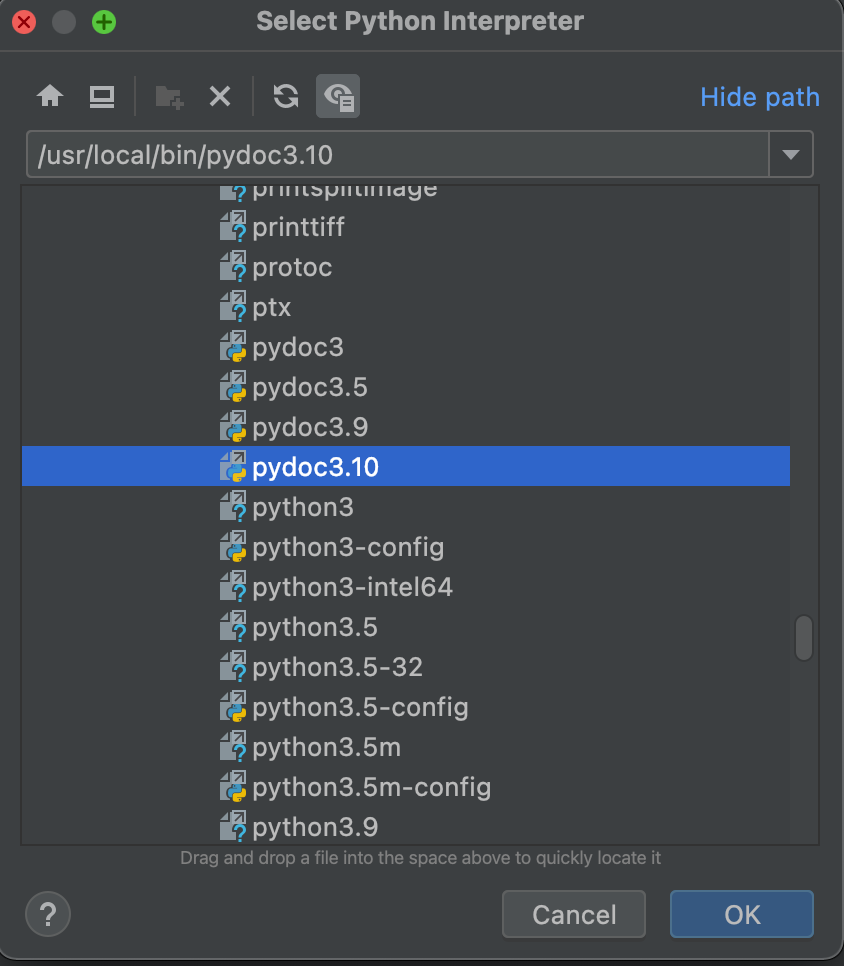 Select Python Interpreter
Hide path
/usr/local/bin/pydoc3.10
printsplitimage
printtiff
protoc
ptx
pydoc3
pydoc3.5
pydoc3.9
pydoc3.10
python3
python3-config
python3-intel64
python3.5
python3.5-32
python3.5-config
python3.5m
python3.5m-config
python3.9
Drag and drop a file into the space above to quickly locate it
?
Cancel
OK